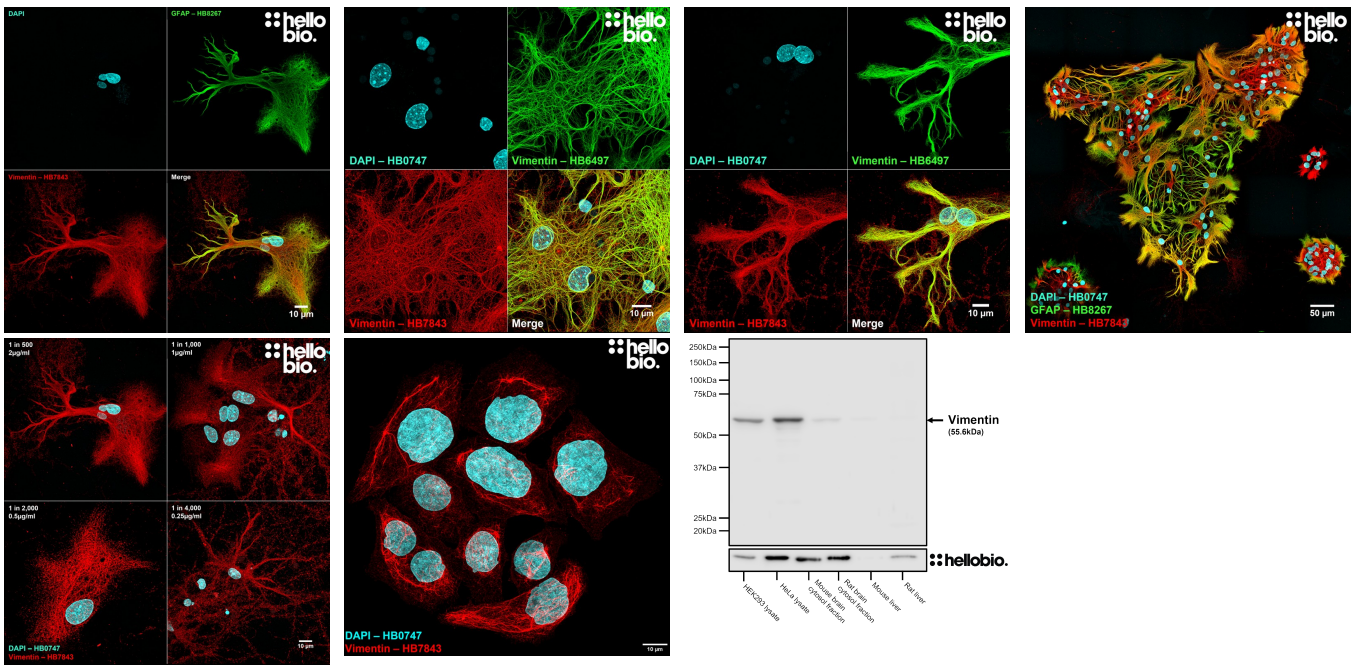 DAPI
GFAP – HB8267
hello
bio.
Vimentin – HB7843
Merge
10 µm
hello
bio.
DAPI – HB0747
Vimentin – HB6497
Vimentin – HB7843
Merge
10 µm
hello
bio.
DAPI – HB0747
Vimentin – HB6497
Vimentin – HB7843
Merge
10 µm
hello
bio.
DAPI – HB0747
GFAP – HB8267
Vimentin – HB7843
50 µm
1 in 500
2µg/ml
1 in 1,000
1µg/ml
hello
bio.
1 in 2,000
0.5µg/ml
1 in 4,000
0.25µg/ml
DAPI – HB0747
Vimentin – HB7843
10 µm
hello
bio.
DAPI – HB0747
Vimentin – HB7843
10 µm
250kDa
150kDa
100kDa
75kDa
50kDa
37kDa
25kDa
20kDa
Vimentin
(55.6kDa)
hellobio.
HEK293 lysate
HeLa lysate
Mouse brain
cytosol fraction
Rat brain
cytosol fraction
Mouse liver
Rat liver